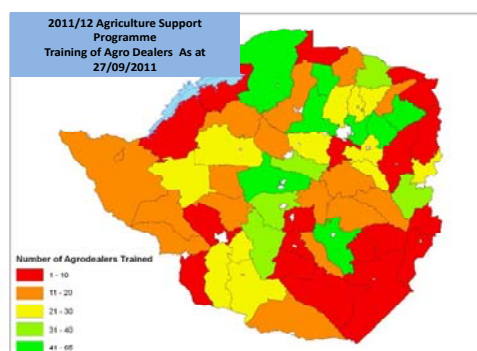 2011/12 Agriculture Support
Programme
Training of Agro Dealers As at
27/09/2011
Number of Agrodealers Trained
1 - 10
11 - 20
21 - 30
31 - 40
41 - 65